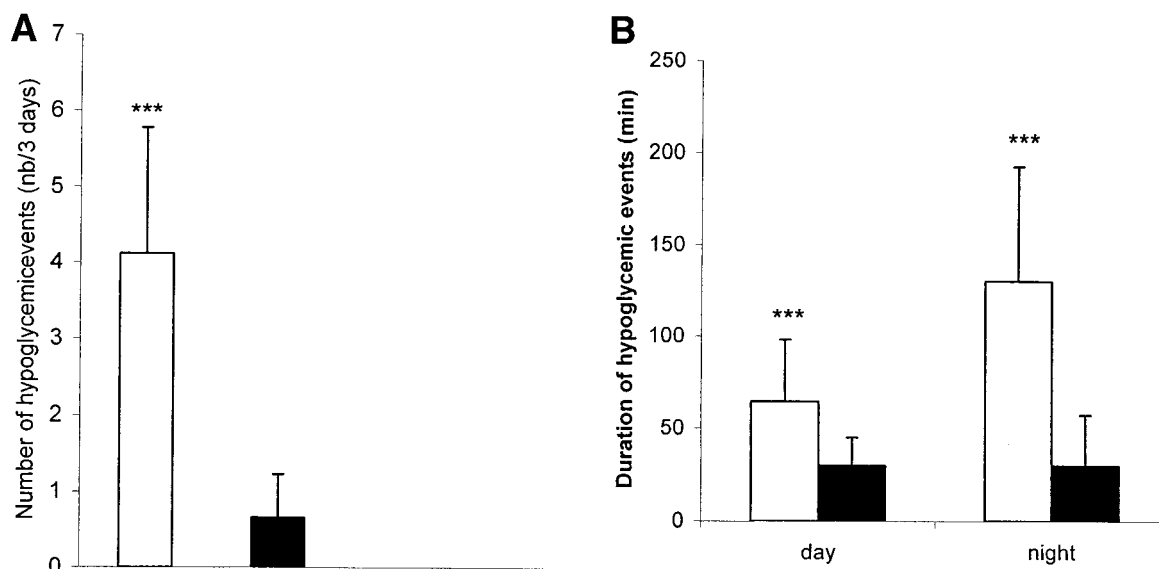 A
Number of hypoglycemicevents (nb/3 days)
7
6
5
4
3
2
1
0
***
B
Duration of hypoglycemic events (min)
250
200
150
100
50
0
***
***
day
night